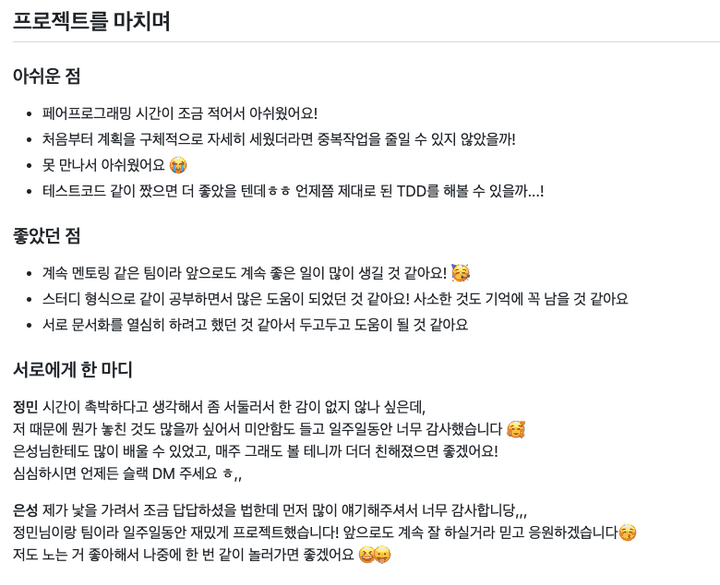 프로젝트를 마치며
아쉬운 점
• 페어프로그래밍 시간이 조금 적어서 아쉬웠어요!
• 처음부터 계획을 구체적으로 자세히 세웠더라면 중복작업을 줄일 수 있지 않았을까!
• 못 만나서 아쉬웠어요 😭
• 테스트코드 같이 짰으면 더 좋았을 텐데ㅎㅎ 언제쯤 제대로 된 TDD를 해볼 수 있을까...!
좋았던 점
• 계속 멘토링 같은 팀이라 앞으로도 계속 좋은 일이 많이 생길 것 같아요! 🥳
• 스터디 형식으로 같이 공부하면서 많은 도움이 되었던 것 같아요! 사소한 것도 기억에 꼭 남을 것 같아요
• 서로 문서화를 열심히 하려고 했던 것 같아서 두고두고 도움이 될 것 같아요
서로에게 한 마디
정민 시간이 촉박하다고 생각해서 좀 서둘러서 한 감이 없지 않나 싶은데,
저 때문에 뭔가 놓친 것도 많을까 싶어서 미안함도 들고 일주일동안 너무 감사했습니다 🥰
은성님한테도 많이 배울 수 있었고, 매주 그래도 볼 테니까 더더 친해졌으면 좋겠어요!
심심하시면 언제든 슬랙 DM 주세요 ㅎ,,
은성 제가 낯을 가려서 조금 답답하셨을 법한데 먼저 많이 얘기해주셔서 너무 감사합니당,,,
정민님이랑 팀이라 일주일동안 재밌게 프로젝트했습니다! 앞으로도 계속 잘 하실거라 믿고 응원하겠습니다😚
저도 노는 거 좋아해서 나중에 한 번 같이 놀러가면 좋겠어요 😆😛